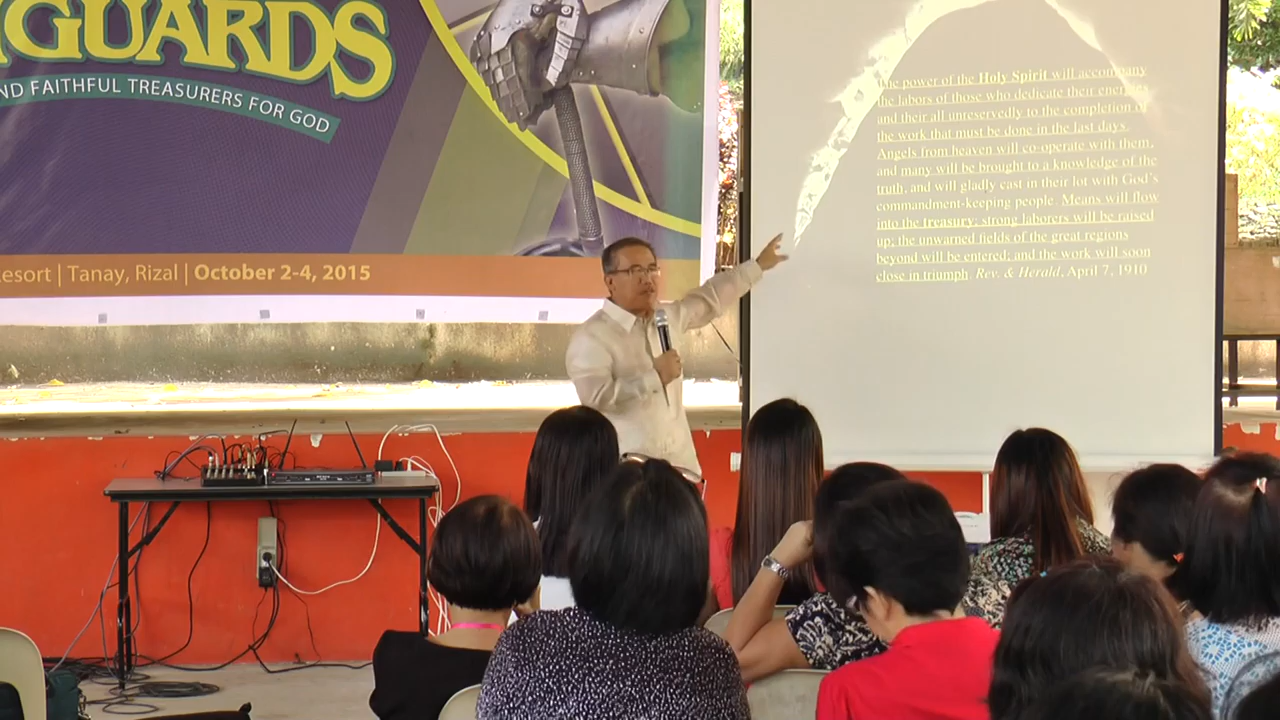 GUARDS
ND FAITHFUL TREASURERS FOR GOD
Resort | Tanay, Rizal | October 2-4, 2015
The power of the Holy Spirit will accompany
the labors of those who dedicate their energies
and their all unreservedly to the completion of
the work that must be done in the last days.
Angels from heaven will co-operate with them,
and many will be brought to a knowledge of the
truth, and will gladly cast in their lot with God's
commandment-keeping people. Means will flow
into the treasury; strong laborers will be raised
up; the unwarned fields of the great regions
beyond will be entered; and the work will soon
close in triumph. Rev. & Herald, April 7, 1910